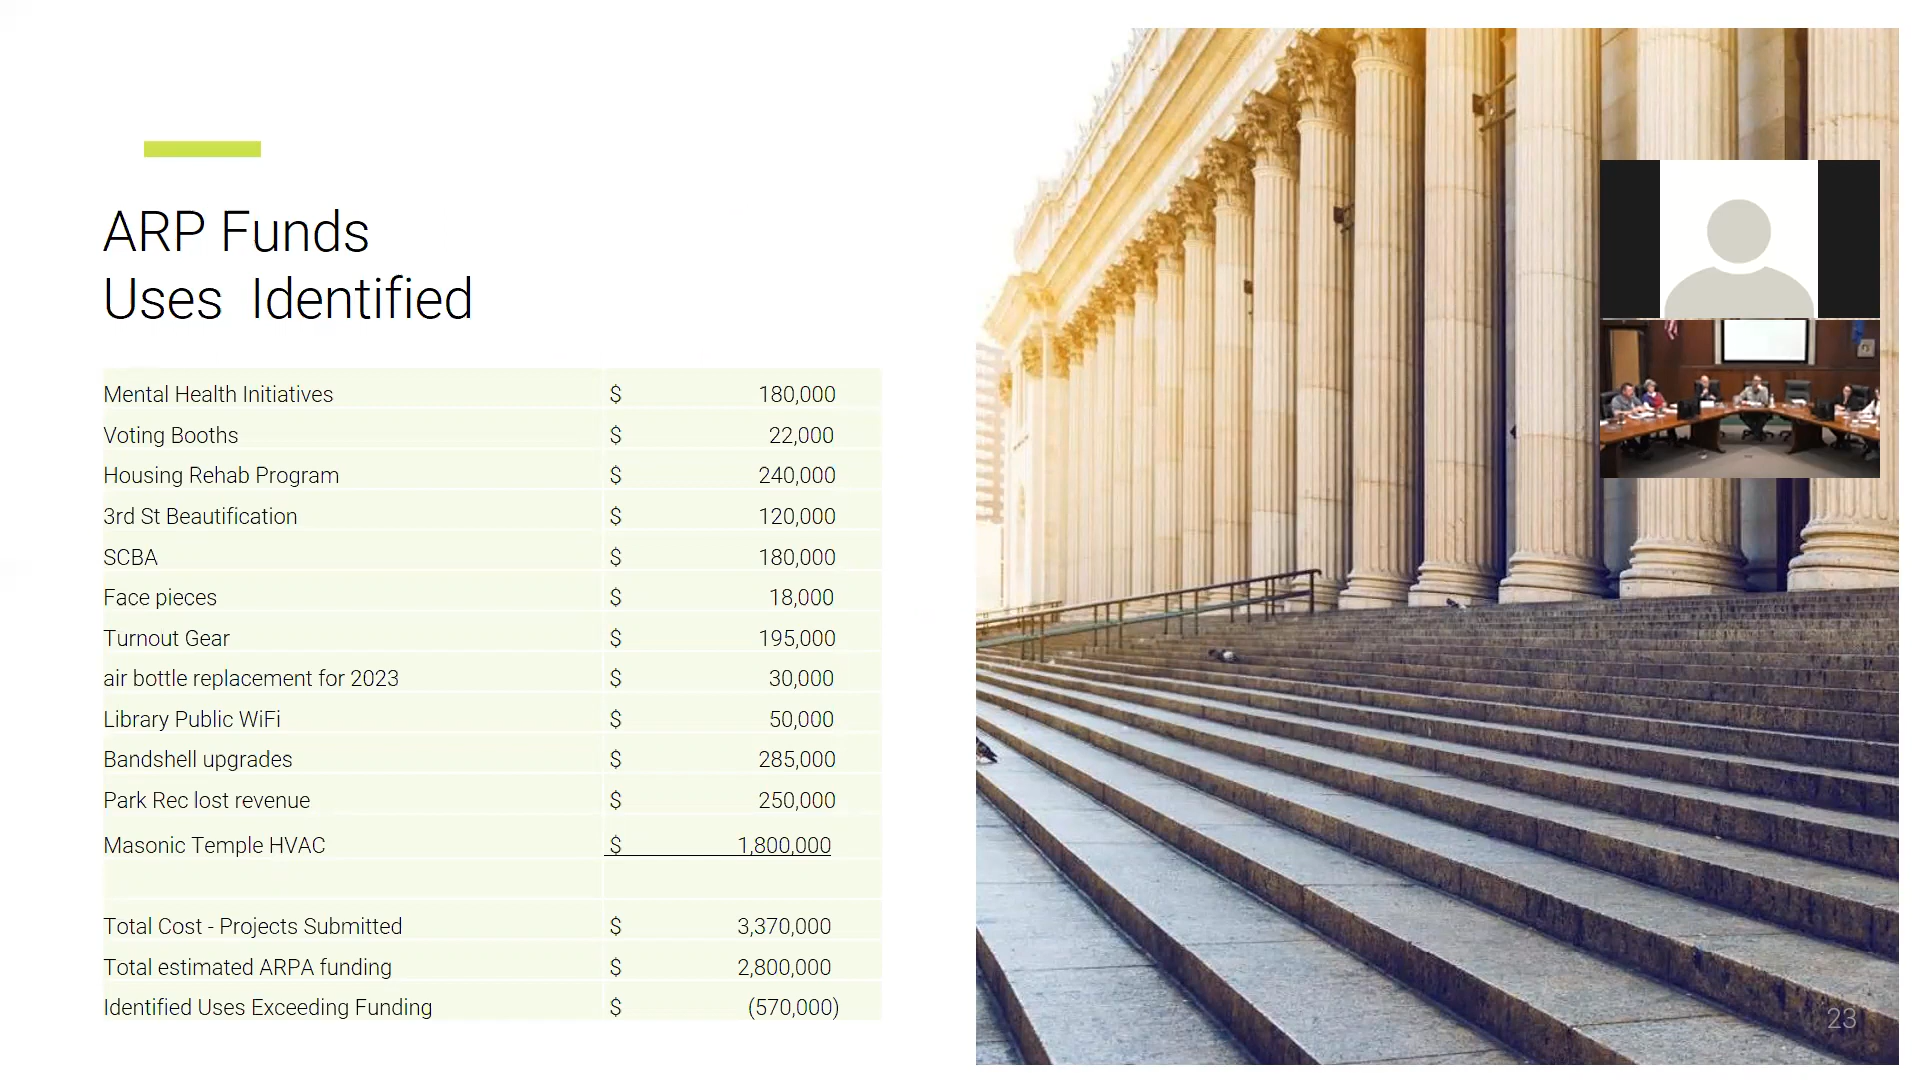 ARP Funds
Uses Identified
Mental Health Initiatives $ 180,000
Voting Booths $ 22,000
Housing Rehab Program $ 240,000
3rd St Beautification $ 120,000
SCBA $ 180,000
Face pieces $ 18,000
Turnout Gear $ 195,000
air bottle replacement for 2023 $ 30,000
Library Public WiFi $ 50,000
Bandshell upgrades $ 285,000
Park Rec lost revenue $ 250,000
Masonic Temple HVAC $ 1,800,000
Total Cost - Projects Submitted $ 3,370,000
Total estimated ARPA funding $ 2,800,000
Identified Uses Exceeding Funding $ (570,000)
23